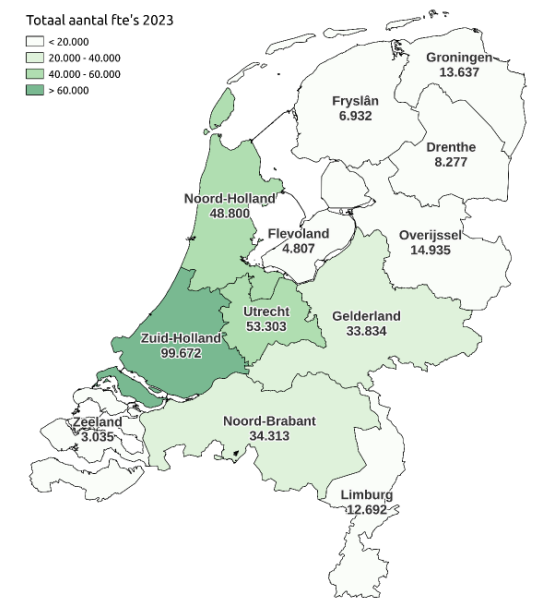 Totaal aantal fte's 2023
< 20.000
20.000 - 40.000
40.000 - 60.000
> 60.000
Groningen
13.637
Fryslân
6.932
Drenthe
8.277
Noord-Holland
48.800
Flevoland
4.807
Overijssel
14.935
Utrecht
53.303
Gelderland
33.834
Zuid-Holland
99.672
Zeeland
3.035
Noord-Brabant
34.313
Limburg
12.692